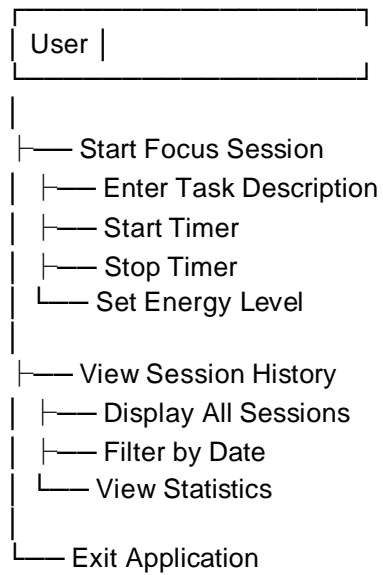 ┌─────────────────────┐
│ User │
└─────────────────────┘
│
├── Start Focus Session
│ ├── Enter Task Description
│ ├── Start Timer
│ ├── Stop Timer
│ └── Set Energy Level
│
├── View Session History
│ ├── Display All Sessions
│ ├── Filter by Date
│ └── View Statistics
│
└── Exit Application